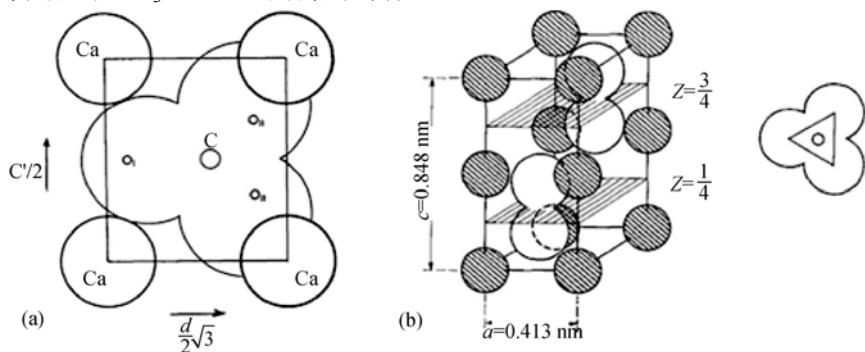 Ca
Ca
C
C'/2
Ca
Ca
(a)
d/2 √3
Z=3/4
c=0.848 nm
Z=1/4
(b)
a=0.413 nm